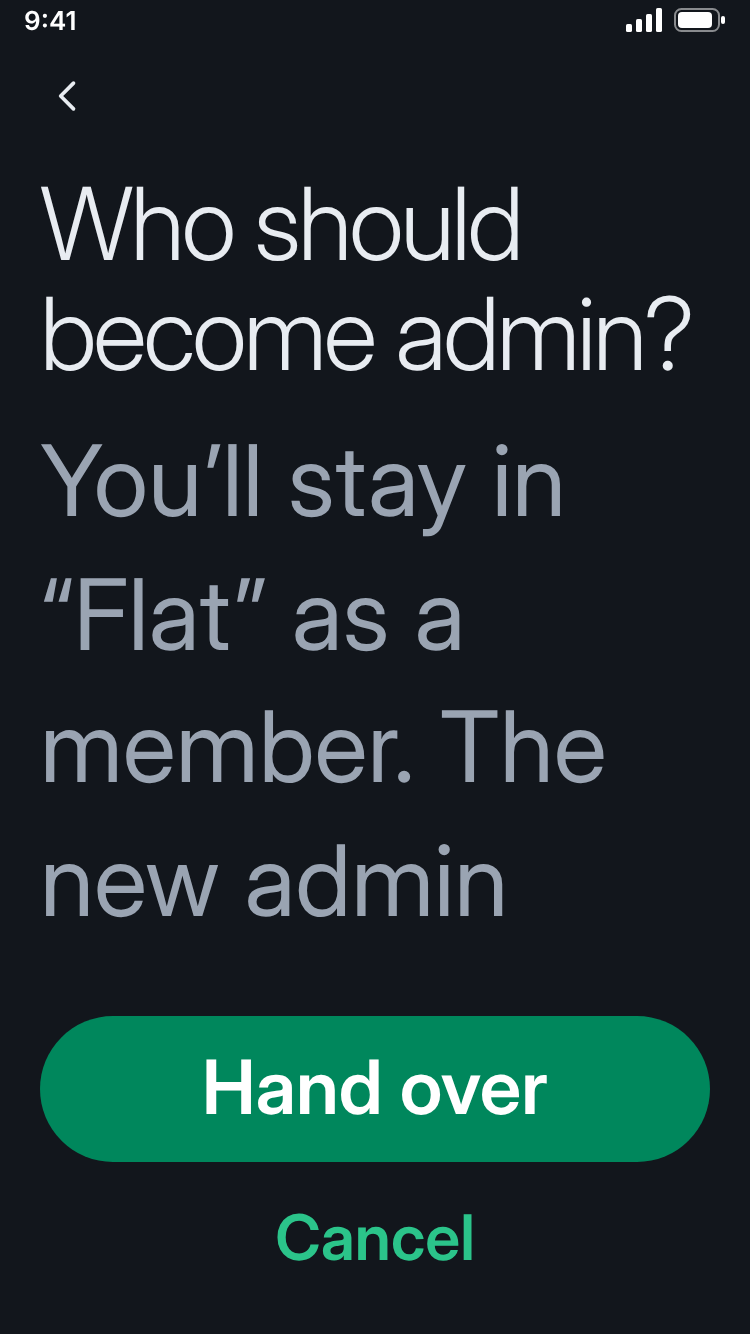 9:41
Who should
become admin?
You’ll stay in
“Flat” as a
member. The
new admin
Hand over
Cancel